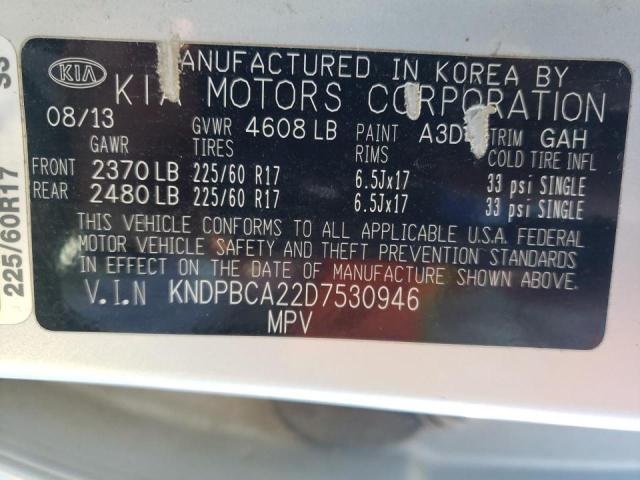 KIA
MANUFACTURED IN KOREA BY
KIA MOTORS CORPORATION
08/13 GVWR 4608 LB PAINT TRIM GAH
GAWR TIRES RIMS COLD TIRE INFL
FRONT 2370 LB 225/60 R17 6.5Jx17 33 psi SINGLE
REAR 2480 LB 225/60 R17 6.5Jx17 33 psi SINGLE
THIS VEHICLE CONFORMS TO ALL APPLICABLE U.S.A. FEDERAL
MOTOR VEHICLE SAFETY AND THEFT PREVENTION STANDARDS
IN EFFECT ON THE DATE OF MANUFACTURE SHOWN ABOVE.
V.I.N KNDPBCA22D7530946
MPV
225/60R17